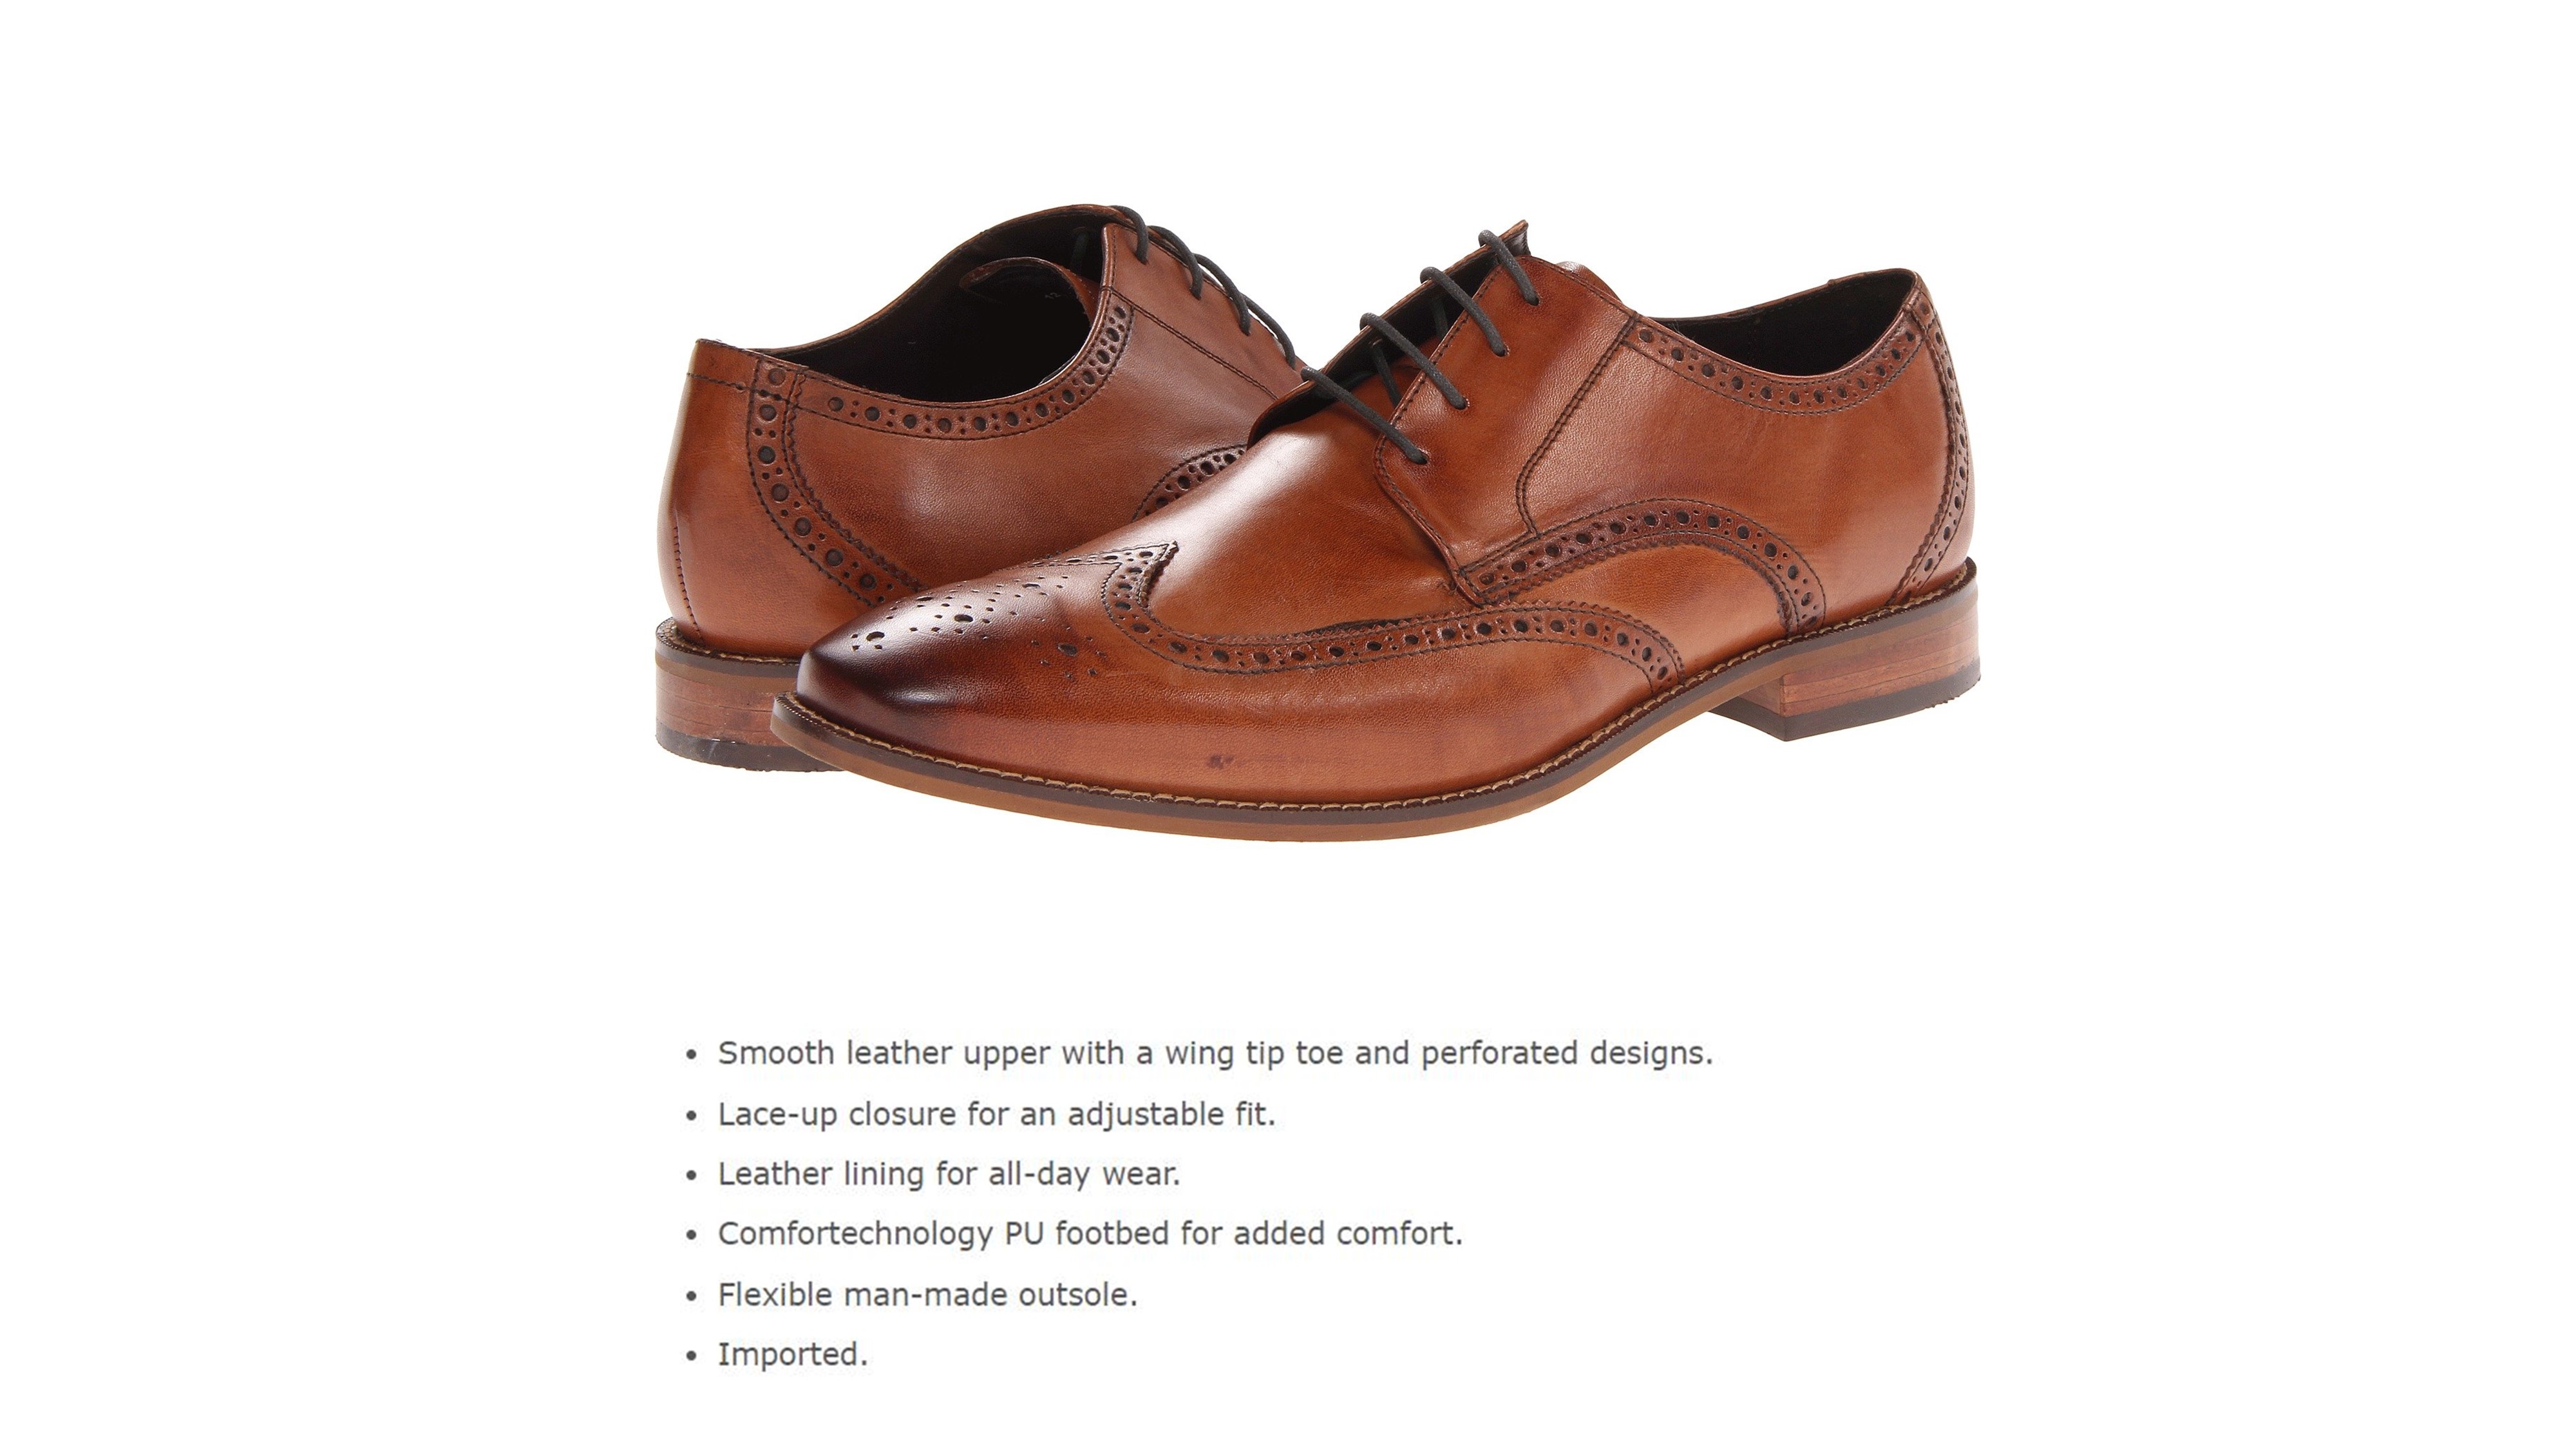 • Smooth leather upper with a wing tip toe and perforated designs.
• Lace-up closure for an adjustable fit.
• Leather lining for all-day wear.
• Comfortechnology PU footbed for added comfort.
• Flexible man-made outsole.
• Imported.